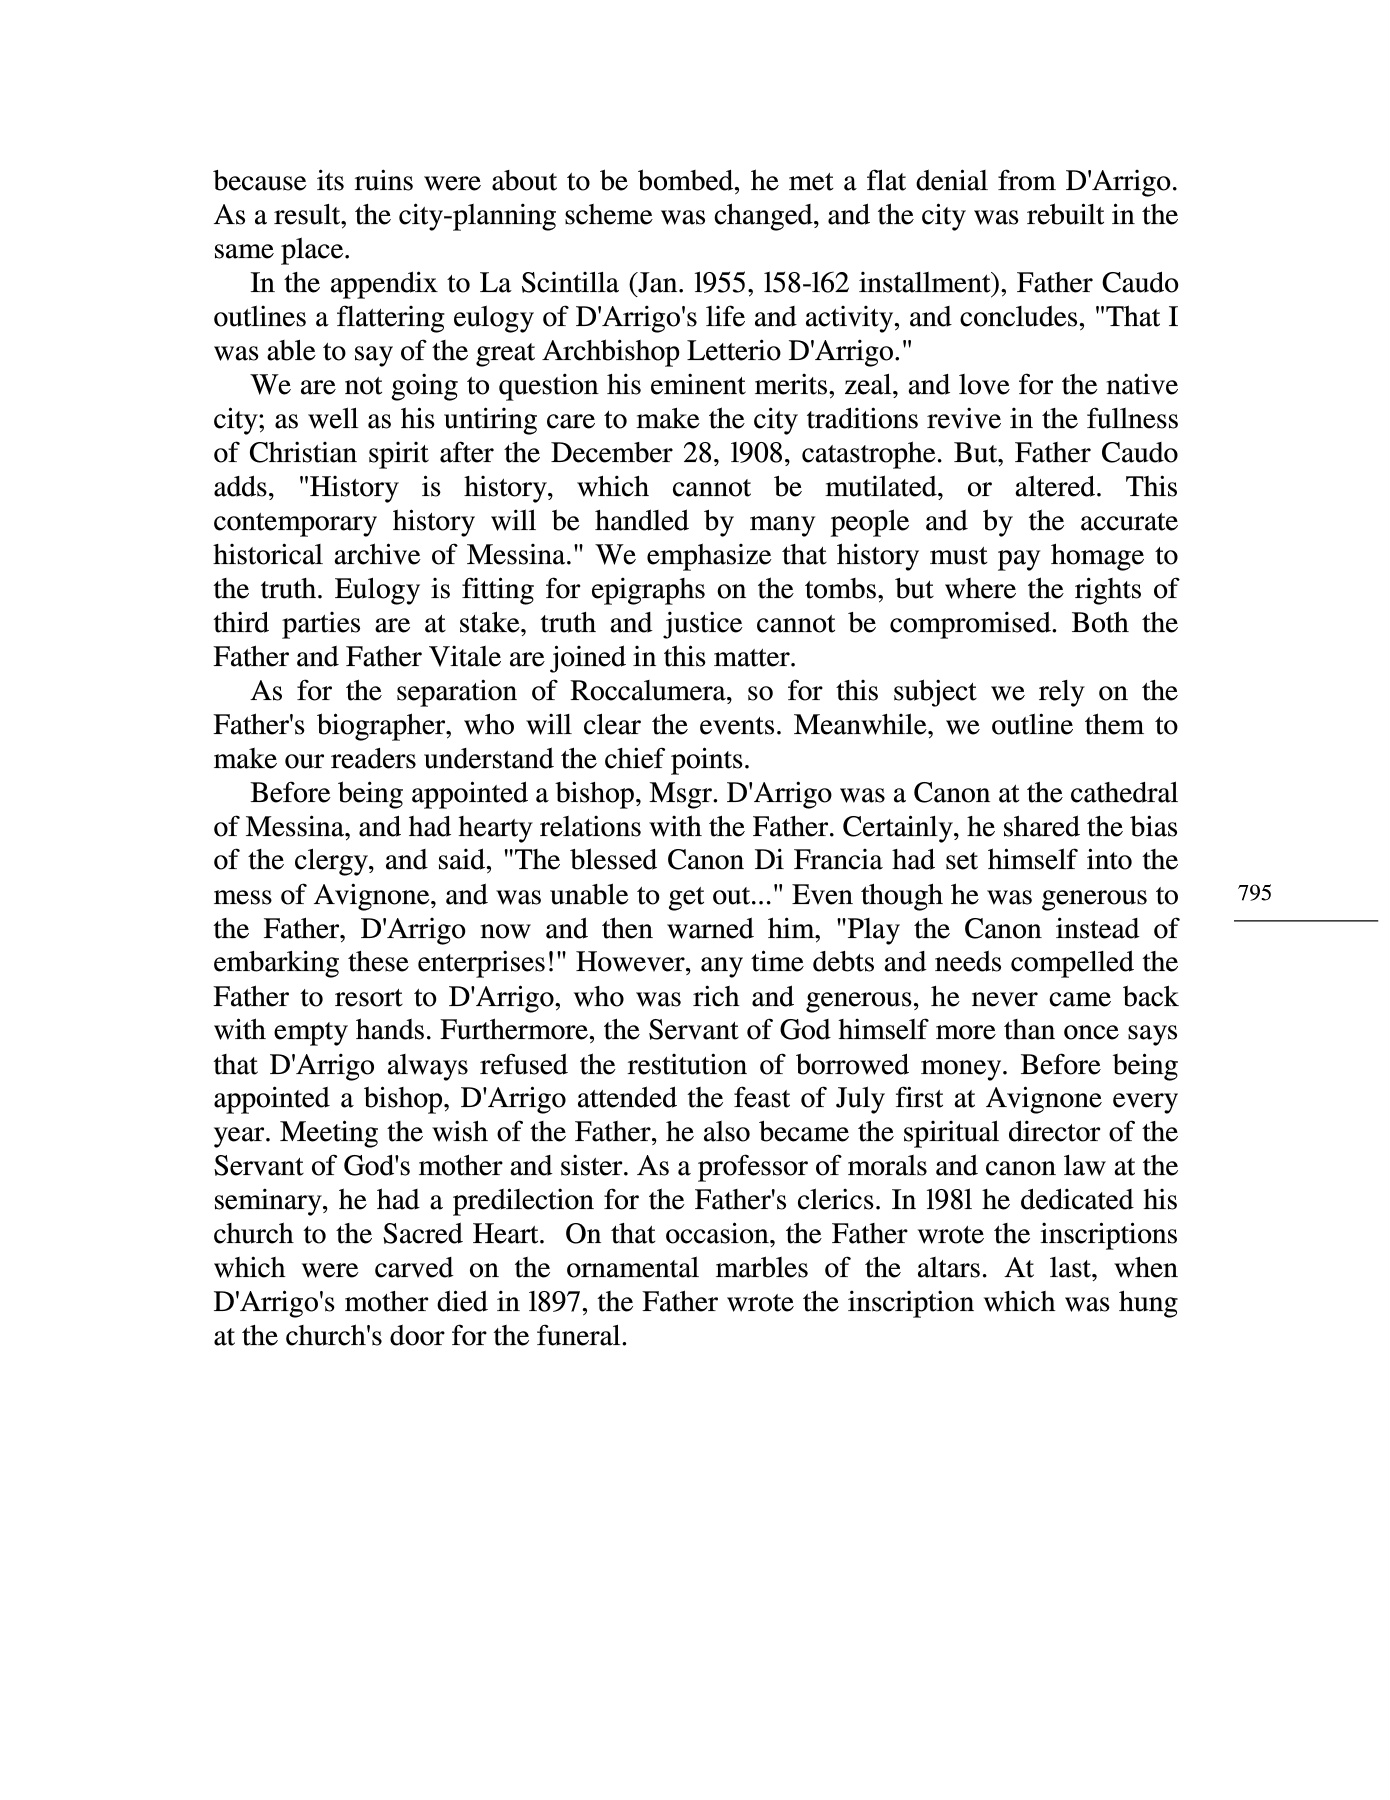 because its ruins were about to be bombed, he met a flat denial from D'Arrigo.
As a result, the city-planning scheme was changed, and the city was rebuilt in the
same place.
In the appendix to La Scintilla (Jan. l955, l58-l62 installment), Father Caudo
outlines a flattering eulogy of D'Arrigo's life and activity, and concludes, "That I
was able to say of the great Archbishop Letterio D'Arrigo."
We are not going to question his eminent merits, zeal, and love for the native
city; as well as his untiring care to make the city traditions revive in the fullness
of Christian spirit after the December 28, l908, catastrophe. But, Father Caudo
adds, "History is history, which cannot be mutilated, or altered. This
contemporary history will be handled by many people and by the accurate
historical archive of Messina." We emphasize that history must pay homage to
the truth. Eulogy is fitting for epigraphs on the tombs, but where the rights of
third parties are at stake, truth and justice cannot be compromised. Both the
Father and Father Vitale are joined in this matter.
As for the separation of Roccalumera, so for this subject we rely on the
Father's biographer, who will clear the events. Meanwhile, we outline them to
make our readers understand the chief points.
Before being appointed a bishop, Msgr. D'Arrigo was a Canon at the cathedral
of Messina, and had hearty relations with the Father. Certainly, he shared the bias
of the clergy, and said, "The blessed Canon Di Francia had set himself into the
mess of Avignone, and was unable to get out..." Even though he was generous to
the Father, D'Arrigo now and then warned him, "Play the Canon instead of
embarking these enterprises!" However, any time debts and needs compelled the
Father to resort to D'Arrigo, who was rich and generous, he never came back
with empty hands. Furthermore, the Servant of God himself more than once says
that D'Arrigo always refused the restitution of borrowed money. Before being
appointed a bishop, D'Arrigo attended the feast of July first at Avignone every
year. Meeting the wish of the Father, he also became the spiritual director of the
Servant of God's mother and sister. As a professor of morals and canon law at the
seminary, he had a predilection for the Father's clerics. In l98l he dedicated his
church to the Sacred Heart.  On that occasion, the Father wrote the inscriptions
which were carved on the ornamental marbles of the altars. At last, when
D'Arrigo's mother died in l897, the Father wrote the inscription which was hung
at the church's door for the funeral.
795